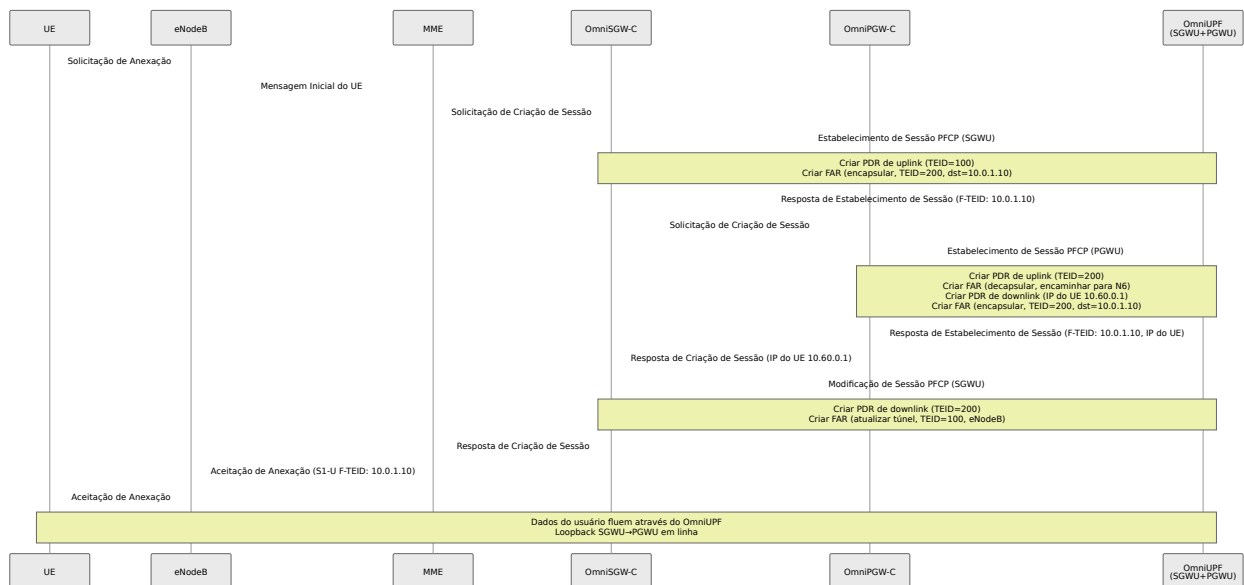 UE
eNodeB
MME
OmniSGW-C
OmniPGW-C
OmniUPF
(SGWU+PGWU)
Solicitação de Anexação
Mensagem Inicial do UE
Solicitação de Criação de Sessão
Estabelecimento de Sessão PFCP (SGWU)
Criar PDR de uplink (TEID=100)
Criar FAR (encapsular, TEID=200, dst=10.0.1.10)
Resposta de Estabelecimento de Sessão (F-TEID: 10.0.1.10)
Solicitação de Criação de Sessão
Estabelecimento de Sessão PFCP (PGWU)
Criar PDR de uplink (TEID=200)
Criar FAR (decapsular, encaminhar para N6)
Criar PDR de downlink (IP do UE 10.60.0.1)
Criar FAR (encapsular, TEID=200, dst=10.0.1.10)
Resposta de Estabelecimento de Sessão (F-TEID: 10.0.1.10, IP do UE)
Resposta de Criação de Sessão (IP do UE 10.60.0.1)
Modificação de Sessão PFCP (SGWU)
Criar PDR de downlink (TEID=200)
Criar FAR (atualizar túnel, TEID=100, eNodeB)
Resposta de Criação de Sessão
Aceitação de Anexação (S1-U F-TEID: 10.0.1.10)
Aceitação de Anexação
Dados do usuário fluem através do OmniUPF
Loopback SGWU→PGWU em linha
UE
eNodeB
MME
OmniSGW-C
OmniPGW-C
OmniUPF
(SGWU+PGWU)